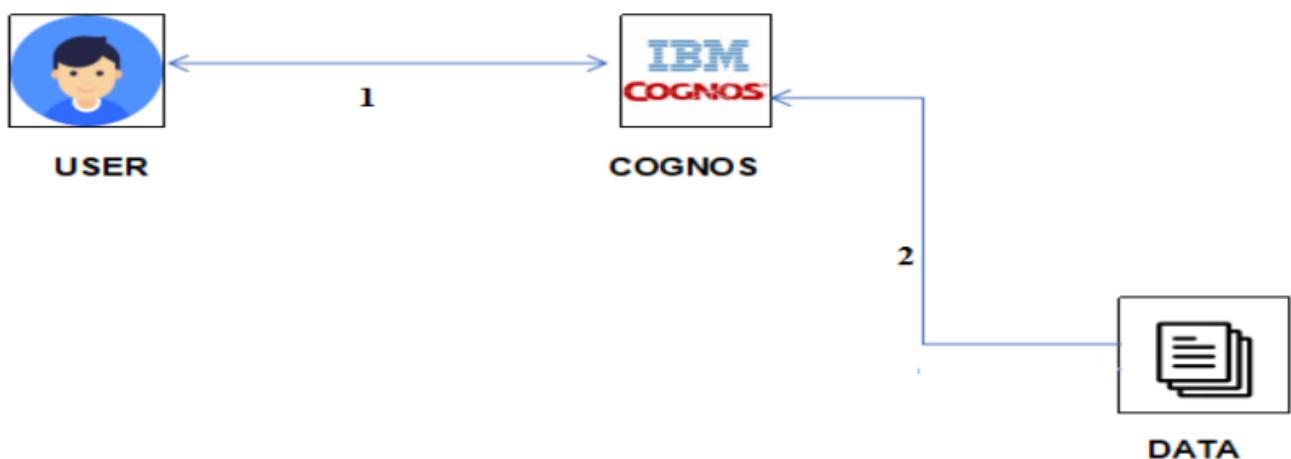 IBM
COGNOS
1
USER
COGNOS
2
DATA